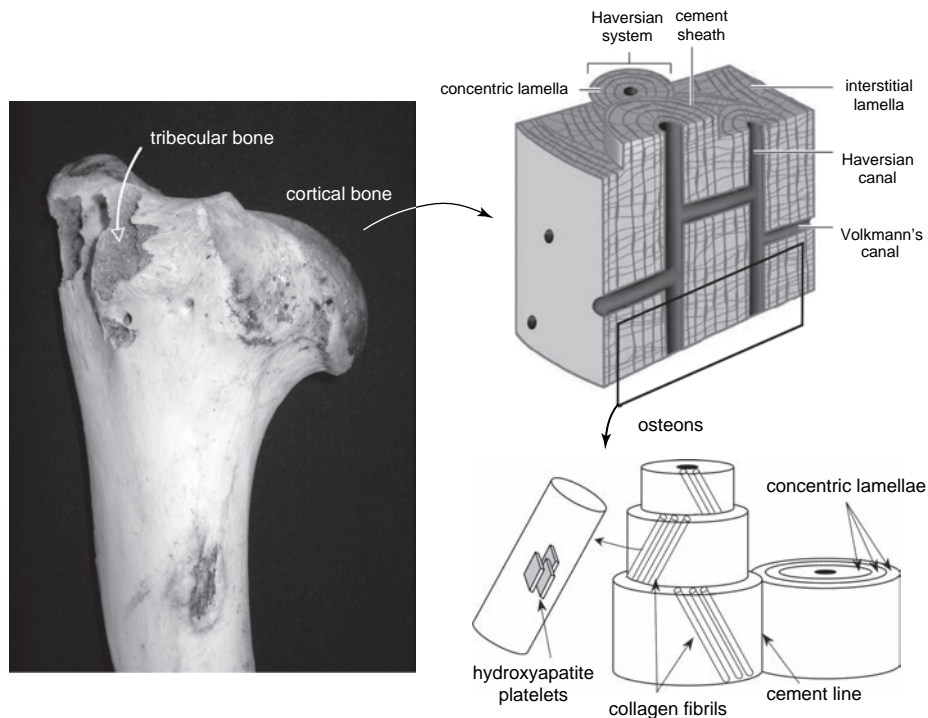 tribecular bone
cortical bone
Haversian
system
cement
sheath
concentric lamella
interstitial
lamella
Haversian
canal
Volkmann's
canal
osteons
concentric lamellae
hydroxyapatite
platelets
collagen fibrils
cement line